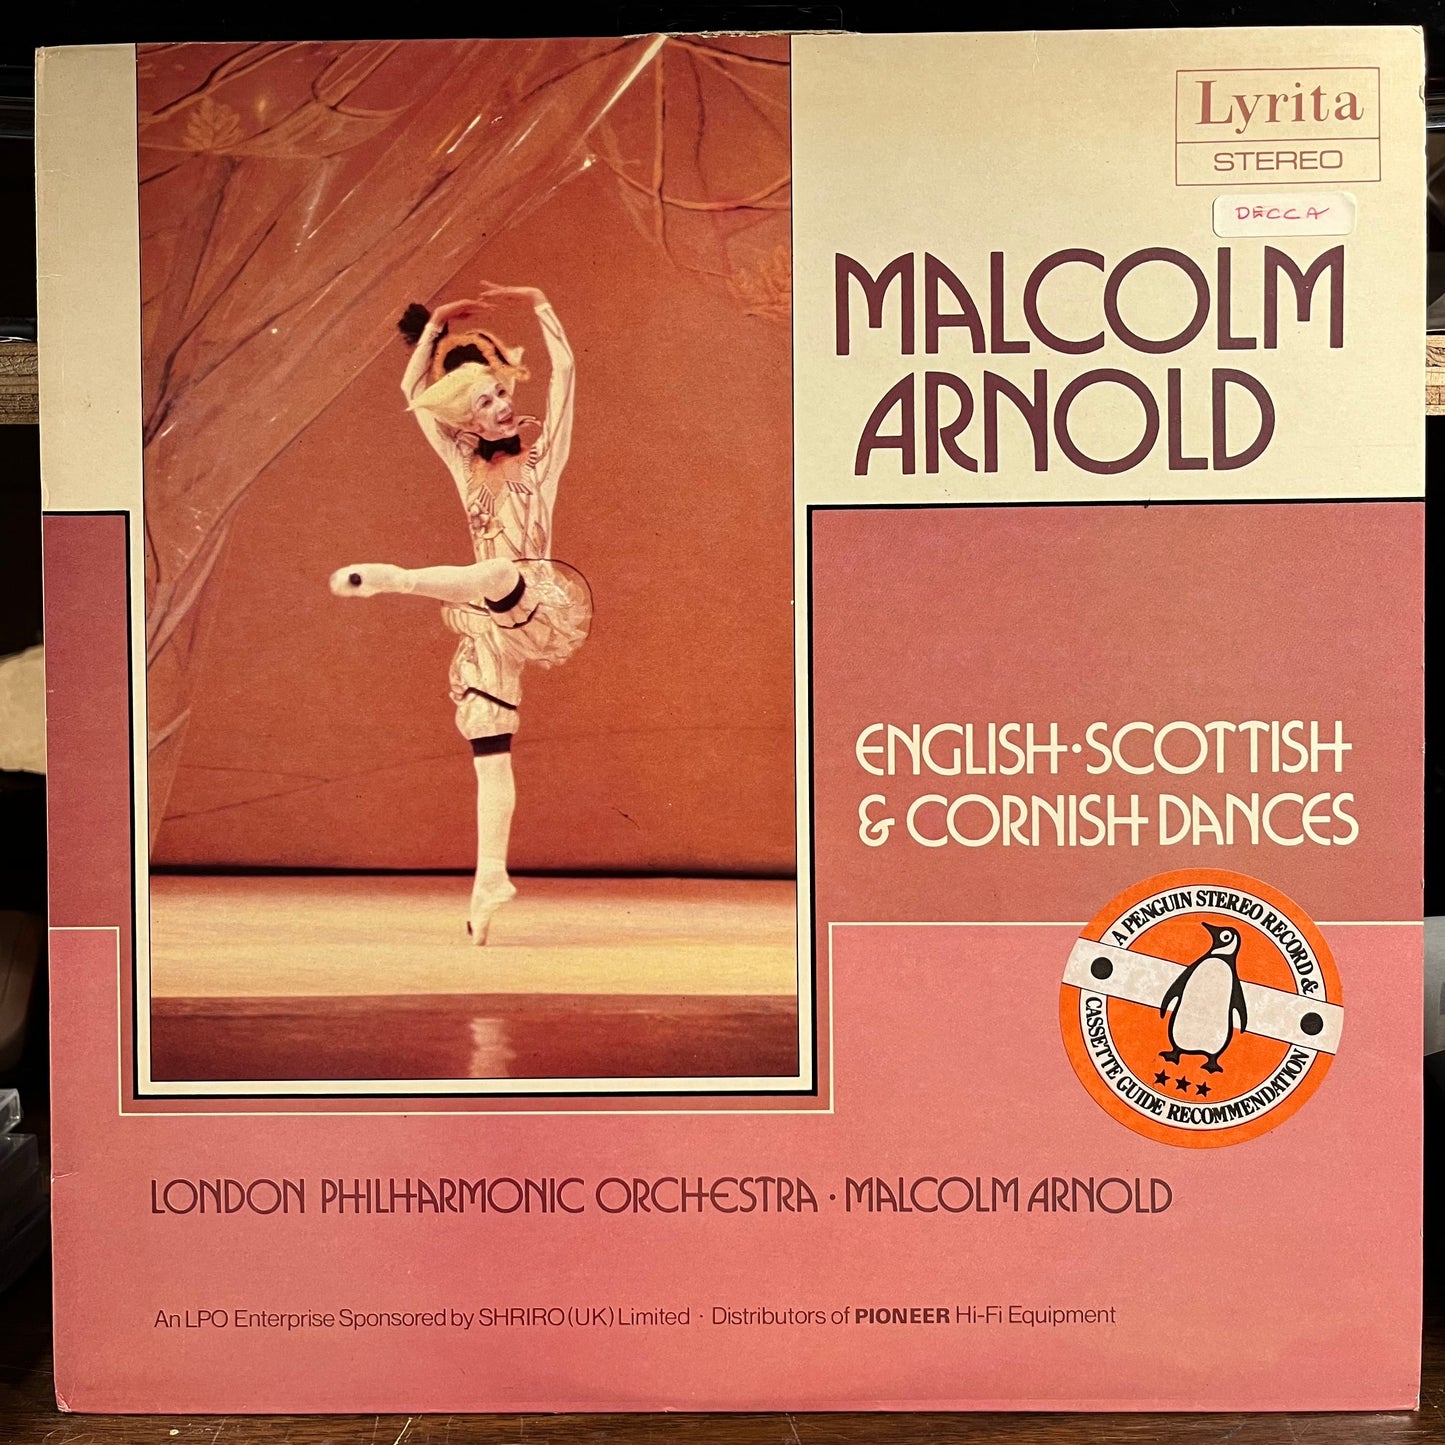 Lyrita
STEREO
DECCA
MALCOLM
ARNOLD
ENGLISH·SCOTTISH
& CORNISH DANCES
A PENGUIN STEREO RECORD &
CASSETTE GUIDE RECOMMENDATION
LONDON PHILHARMONIC ORCHESTRA · MALCOLM ARNOLD
An LPO Enterprise Sponsored by SHRIRO (UK) Limited · Distributors of PIONEER Hi-Fi Equipment